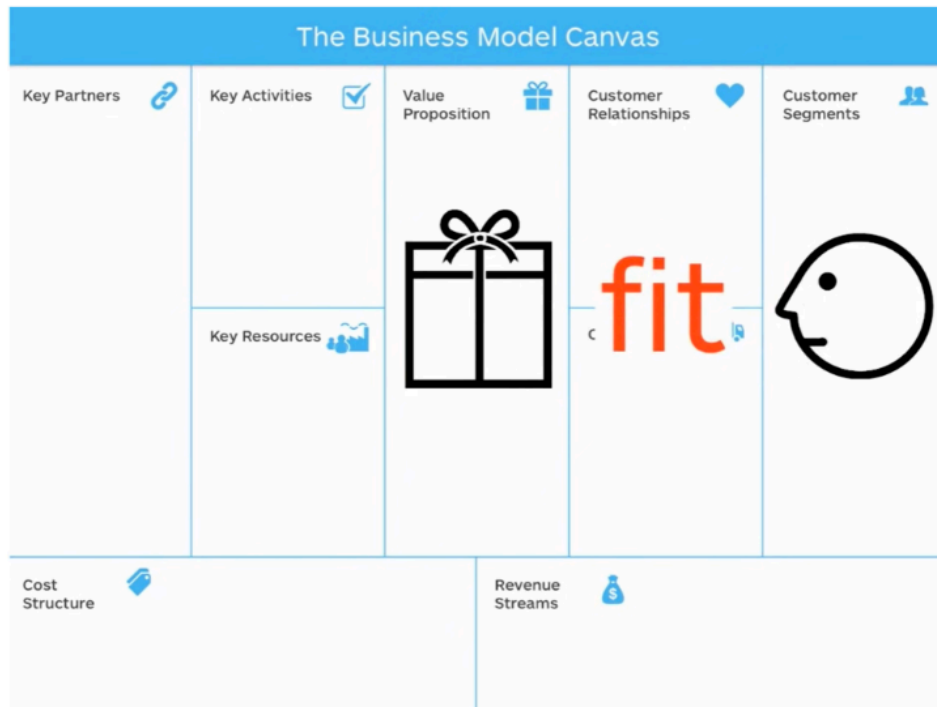 The Business Model Canvas
Key Partners
Key Activities
Value
Proposition
Customer
Relationships
Customer
Segments
fit
Key Resources
C
Cost
Structure
Revenue
Streams
$